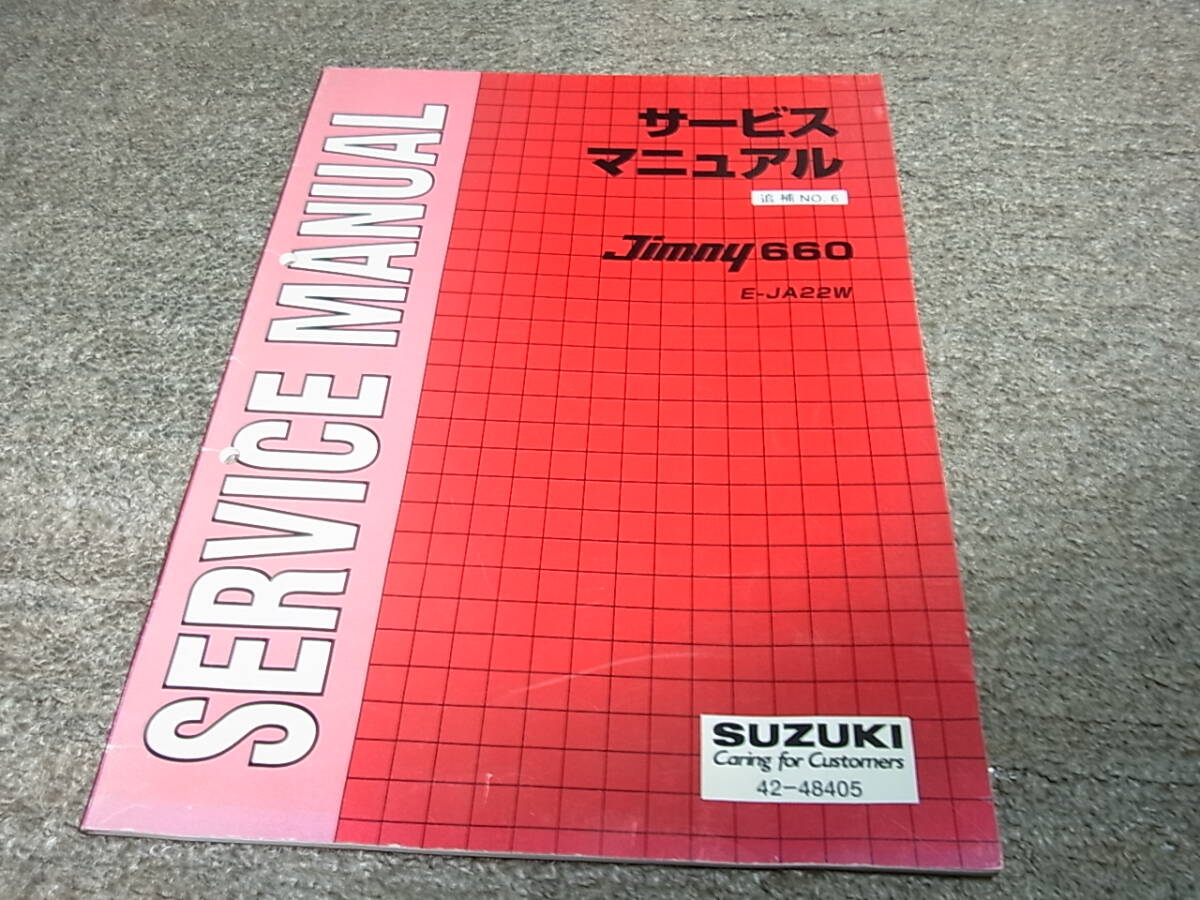 SERVICE MANUAL
サービス
マニュアル
追補 NO. 6
Jimny 660
E-JA22W
SUZUKI
Caring for Customers
42-48405